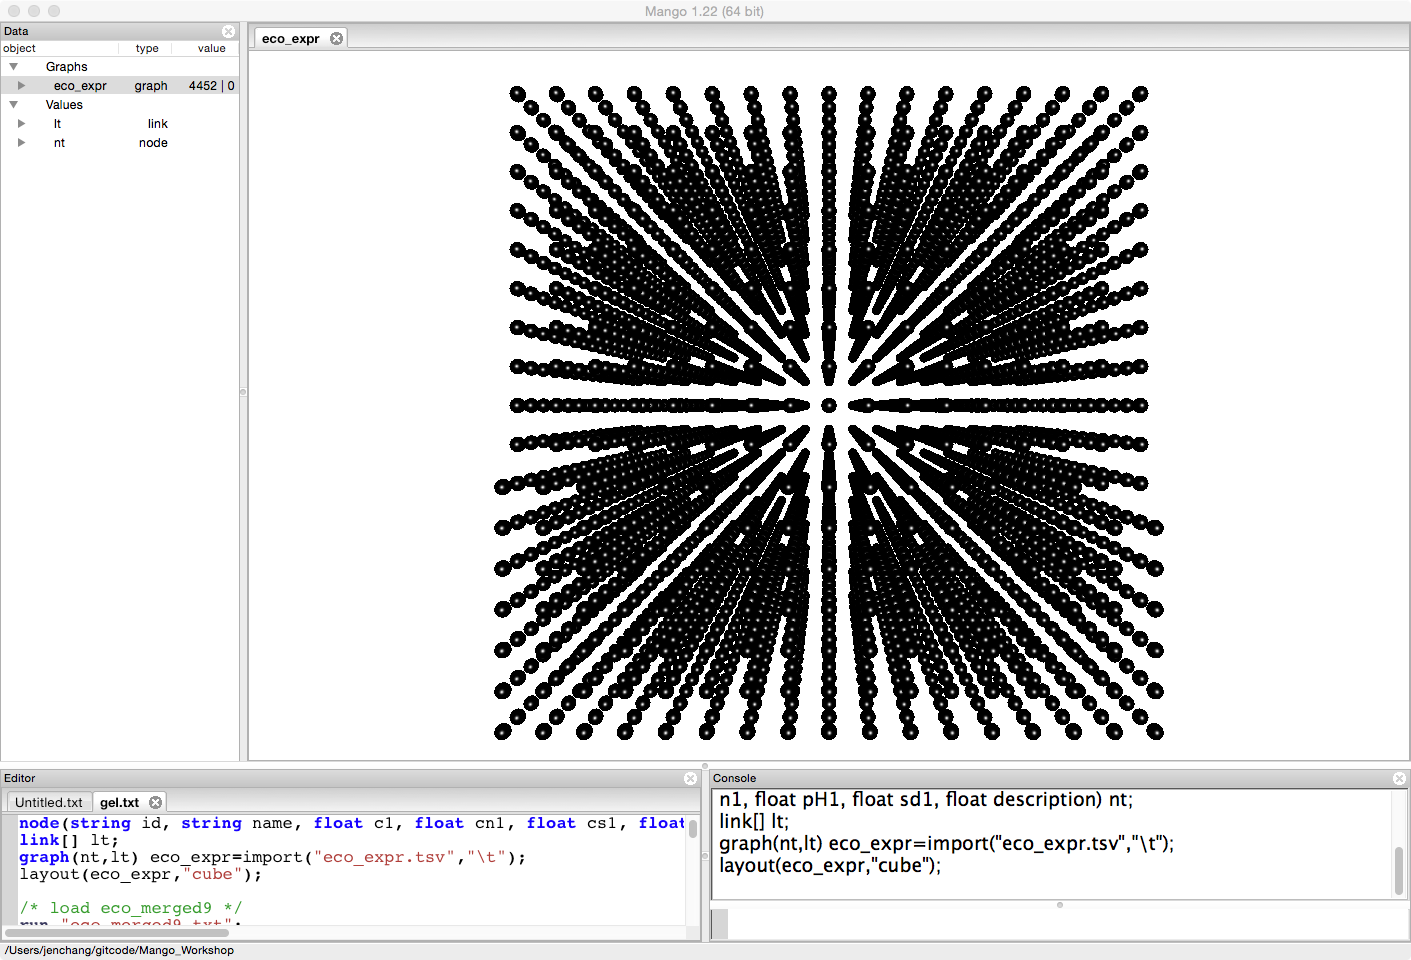 Mango 1.22 (64 bit)
Data
object type value
Graphs
eco_expr graph 4452 | 0
Values
lt link
nt node
eco_expr
Editor
Untitled.txt gel.txt
node(string id, string name, float c1, float cn1, float cs1, float
link[] lt;
graph(nt,lt) eco_expr=import("eco_expr.tsv","\t");
layout(eco_expr,"cube");
/* load eco_merged9 */
run "eco_merged9.txt";
Console
n1, float pH1, float sd1, float description) nt;
link[] lt;
graph(nt,lt) eco_expr=import("eco_expr.tsv","\t");
layout(eco_expr,"cube");
/Users/jenchang/gitcode/Mango_Workshop